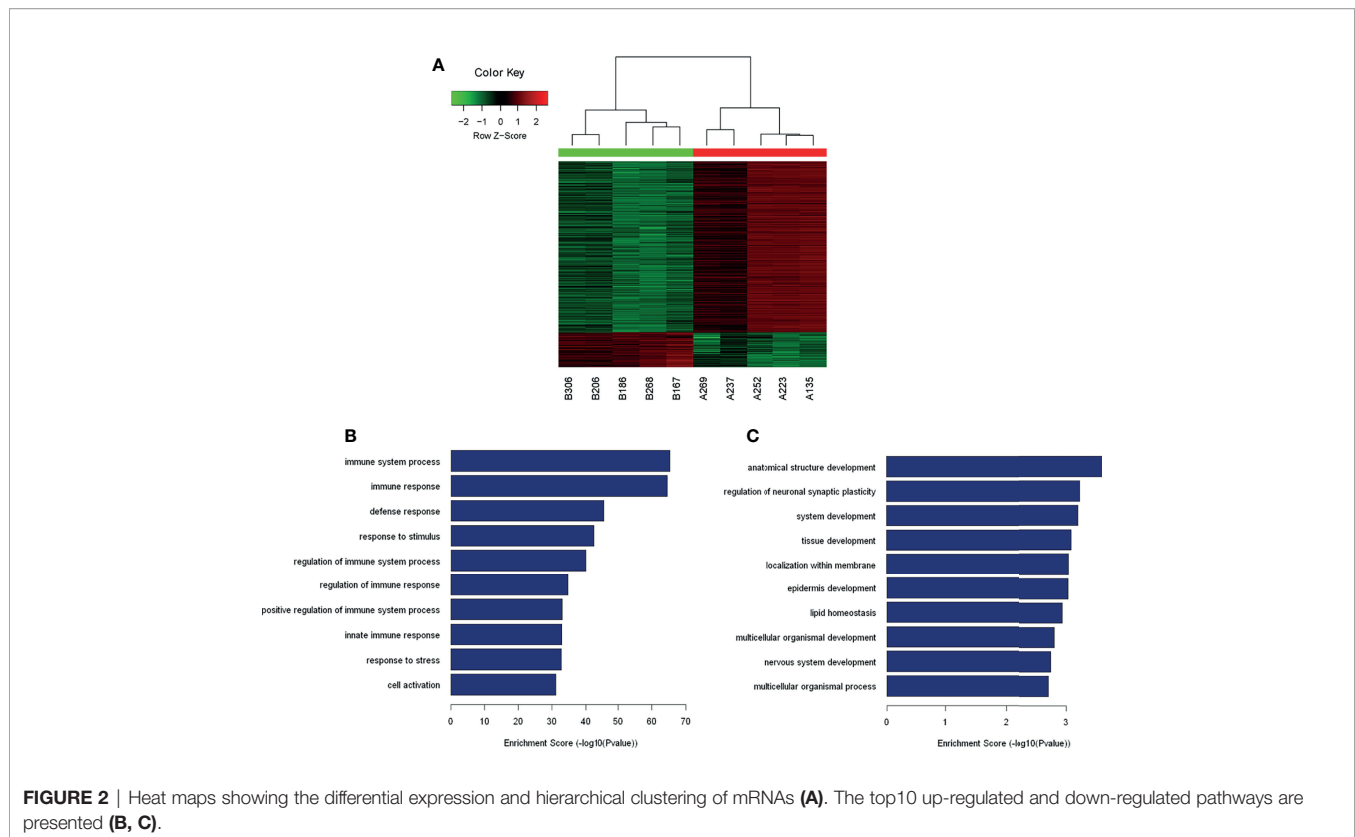 A
Color Key
−2 −1 0 1 2
Row Z−Score
B306 B206 B186 B268 B167 A269 A237 A252 A223 A135
B
immune system process
immune response
defense response
response to stimulus
regulation of immune system process
regulation of immune response
positive regulation of immune system process
innate immune response
response to stress
cell activation
0 10 20 30 40 50 60 70
Enrichment Score (-log10(Pvalue))
C
anatomical structure development
regulation of neuronal synaptic plasticity
system development
tissue development
localization within membrane
epidermis development
lipid homeostasis
multicellular organismal development
nervous system development
multicellular organismal process
0 1 2 3
Enrichment Score (-log10(Pvalue))
FIGURE 2 | Heat maps showing the differential expression and hierarchical clustering of mRNAs (A). The top10 up-regulated and down-regulated pathways are
presented (B, C).